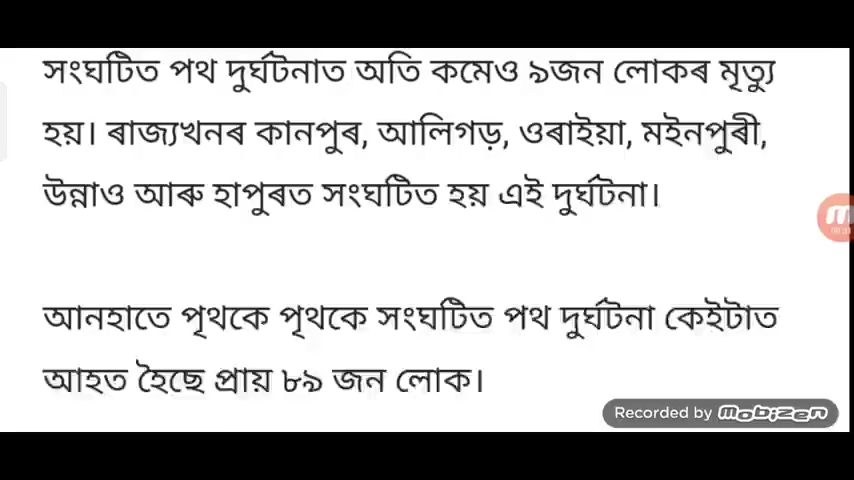 সংঘটিত পথ দুৰ্ঘটনাত অতি কমেও ৯জন লোকৰ মৃত্যু
হয়। ৰাজ্যখনৰ কানপুৰ, আলিগড়, ওৰাইয়া, মইনপুৰী,
উন্নাও আৰু হাপুৰত সংঘটিত হয় এই দুৰ্ঘটনা।
আনহাতে পৃথকে পৃথকে সংঘটিত পথ দুৰ্ঘটনা কেইটাত
আহত হৈছে প্ৰায় ৮৯ জন লোক।
Recorded by Mobizen